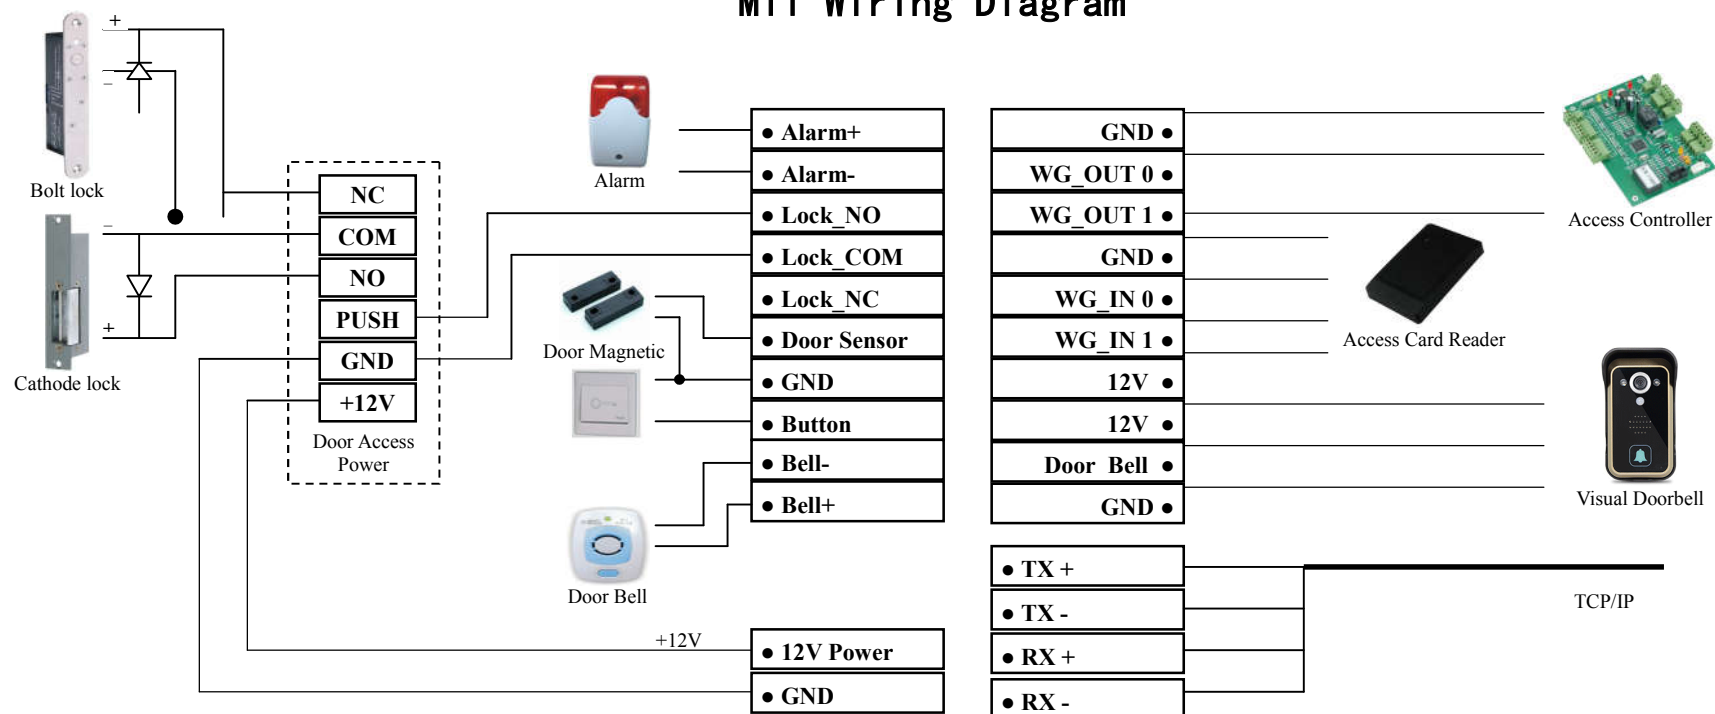 Wiring Diagram
+
−
Bolt lock
−
+
Cathode lock
NC
COM
NO
PUSH
GND
+12V
Door Access
Power
Alarm
Door Magnetic
Door Bell
● Alarm+
● Alarm-
● Lock_NO
● Lock_COM
● Lock_NC
● Door Sensor
● GND
● Button
● Bell-
● Bell+
+12V
● 12V Power
● GND
GND ●
WG_OUT 0 ●
WG_OUT 1 ●
GND ●
WG_IN 0 ●
WG_IN 1 ●
12V ●
12V ●
Door Bell ●
GND ●
● TX +
● TX -
● RX +
● RX -
Access Controller
Access Card Reader
Visual Doorbell
TCP/IP